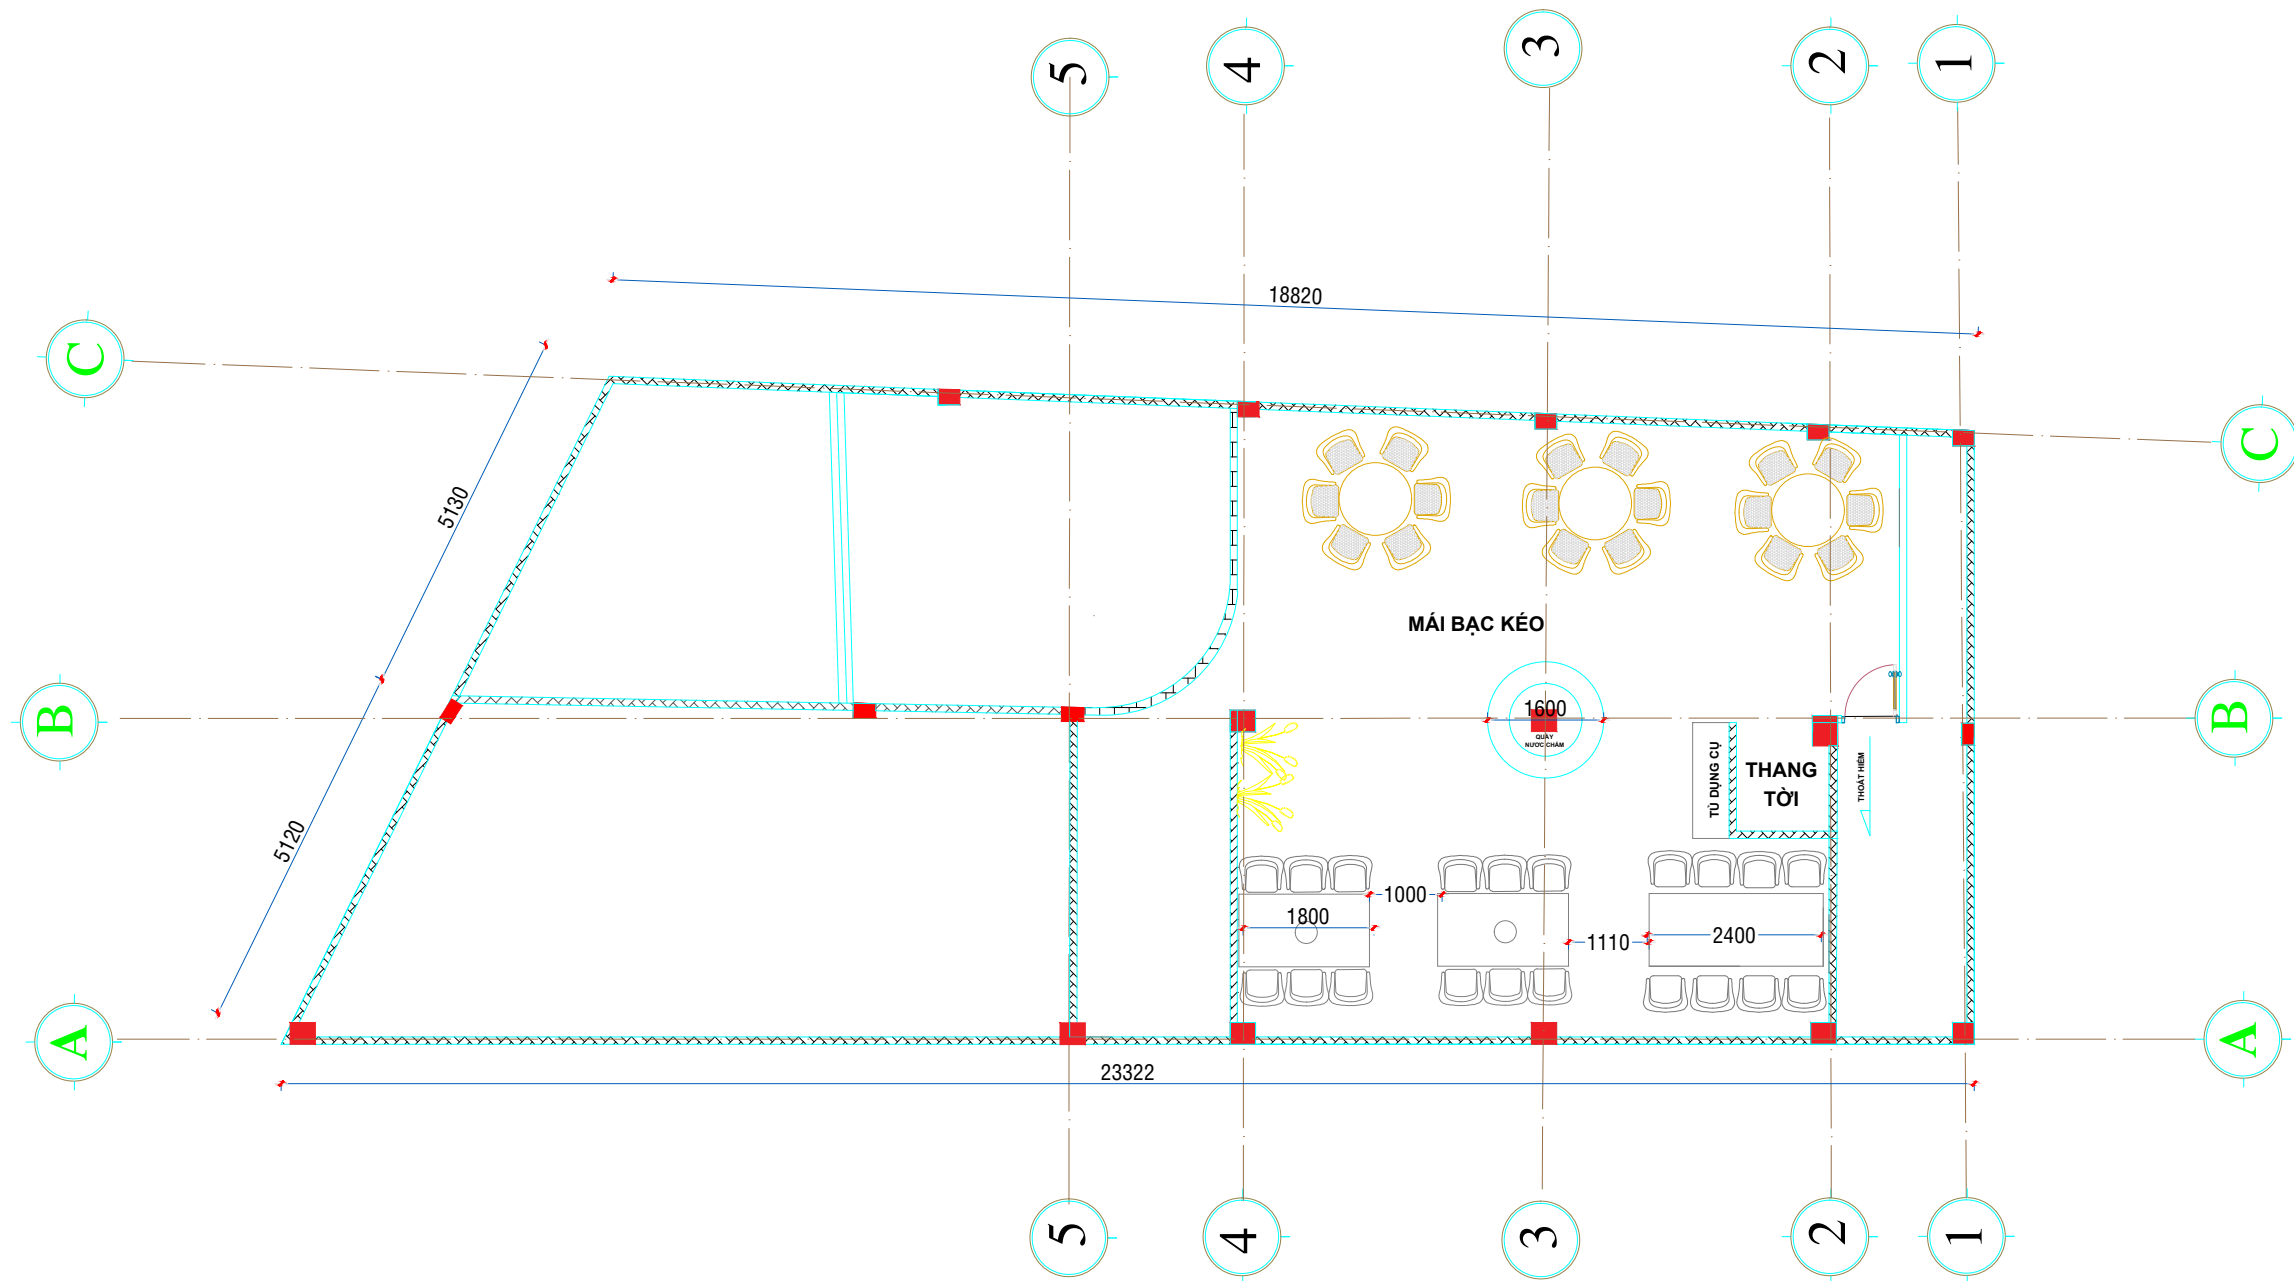 5
4
3
2
1
18820
C
C
5130
MÁI BẠC KÉO
B
1600
B
QUẦY
NƯỚC CHẤM
TỦ DỤNG CỤ
THANG
TỜI
THOÁT HIỂM
5120
1000
1800
1110
2400
A
A
23322
5
4
3
2
1